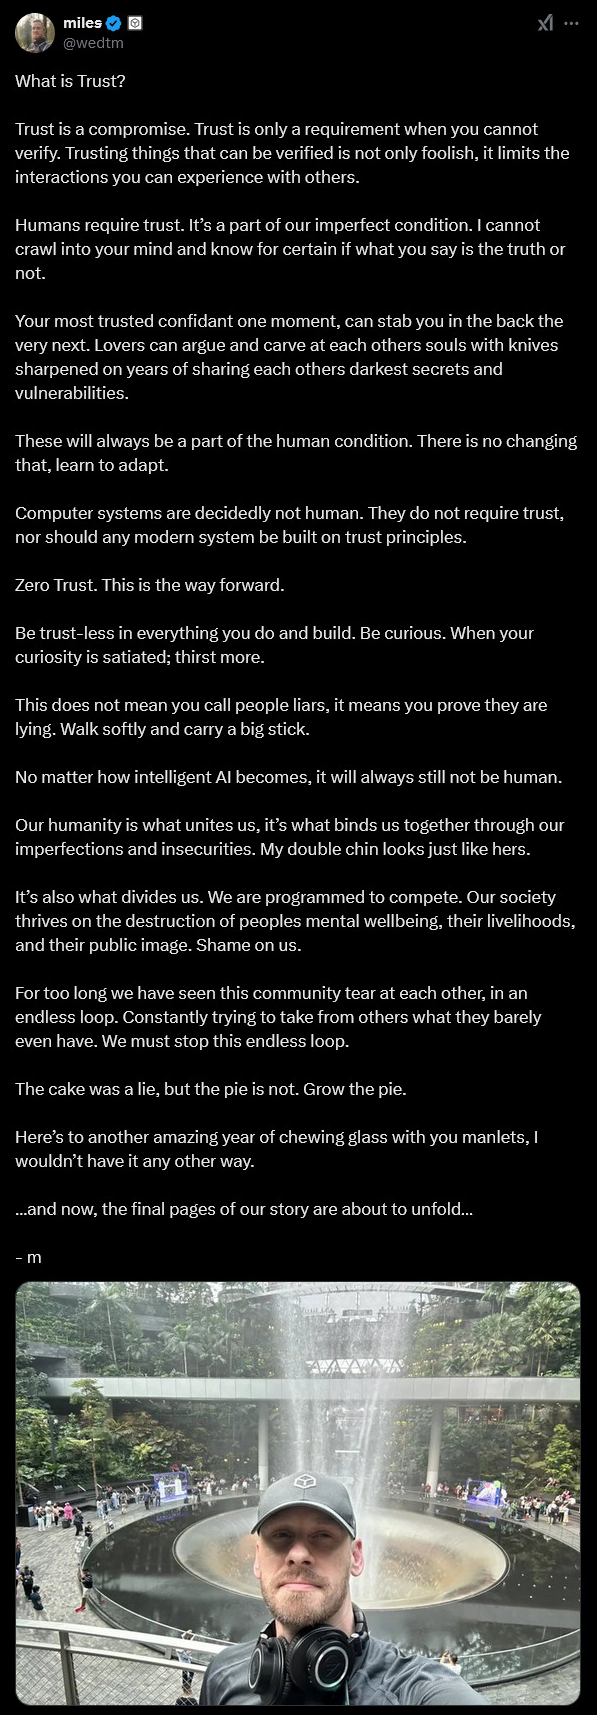 miles
@wedtm
What is Trust?
Trust is a compromise. Trust is only a requirement when you cannot
verify. Trusting things that can be verified is not only foolish, it limits the
interactions you can experience with others.
Humans require trust. It's a part of our imperfect condition. I cannot
crawl into your mind and know for certain if what you say is the truth or
not.
Your most trusted confidant one moment, can stab you in the back the
very next. Lovers can argue and carve at each others souls with knives
sharpened on years of sharing each others darkest secrets and
vulnerabilities.
These will always be a part of the human condition. There is no changing
that, learn to adapt.
Computer systems are decidedly not human. They do not require trust,
nor should any modern system be built on trust principles.
Zero Trust. This is the way forward.
Be trust-less in everything you do and build. Be curious. When your
curiosity is satiated; thirst more.
This does not mean you call people liars, it means you prove they are
lying. Walk softly and carry a big stick.
No matter how intelligent AI becomes, it will always still not be human.
Our humanity is what unites us, it's what binds us together through our
imperfections and insecurities. My double chin looks just like hers.
It's also what divides us. We are programmed to compete. Our society
thrives on the destruction of peoples mental wellbeing, their livelihoods,
and their public image. Shame on us.
For too long we have seen this community tear at each other, in an
endless loop. Constantly trying to take from others what they barely
even have. We must stop this endless loop.
The cake was a lie, but the pie is not. Grow the pie.
Here's to another amazing year of chewing glass with you manlets, I
wouldn't have it any other way.
...and now, the final pages of our story are about to unfold...
- m